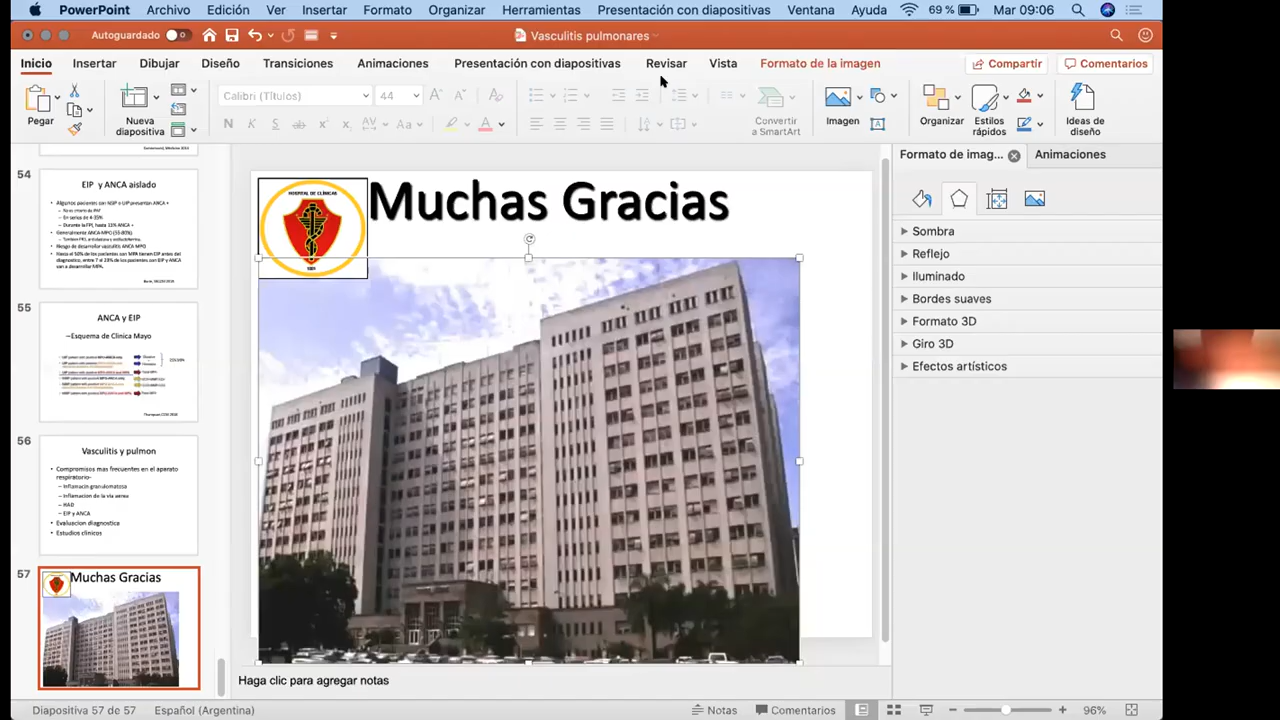 PowerPoint Archivo Edición Ver Insertar Formato Organizar Herramientas Presentación con diapositivas Ventana Ayuda 69 % Mar 09:06
Autoguardado Vasculitis pulmonares
Inicio Insertar Dibujar Diseño Transiciones Animaciones Presentación con diapositivas Revisar Vista Formato de la imagen Compartir Comentarios
Calibri (Títulos) 44
Pegar Nueva diapositiva Convertir a SmartArt Imagen Organizar Estilos rápidos Ideas de diseño
54
EIP y ANCA aislado
55
ANCA y EIP
–Esquema de Clinica Mayo
56
Vasculitis y pulmon
• Compromisos mas frecuentes en el aparato
respiratorio-
– Inflamacin granulomatosa
– Inflamacion de la via aerea
– HAD
– EIP y ANCA
• Evaluacion diagnostica
• Estudios clinicos
57
Muchas Gracias
HOSPITAL DE CLÍNICAS
Muchas Gracias
Formato de imag... Animaciones
Sombra
Reflejo
Iluminado
Bordes suaves
Formato 3D
Giro 3D
Efectos artísticos
Haga clic para agregar notas
Diapositiva 57 de 57 Español (Argentina) Notas Comentarios 96%